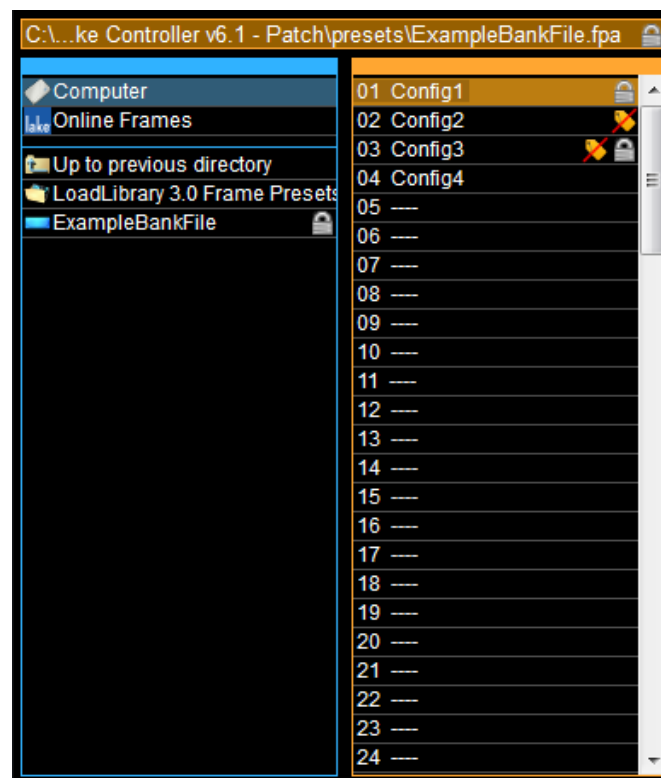 C:\...ke Controller v6.1 - Patch\presets\ExampleBankFile.fpa
Computer
lake Online Frames
Up to previous directory
LoadLibrary 3.0 Frame Presets
ExampleBankFile
01 Config1
02 Config2
03 Config3
04 Config4
05 ----
06 ----
07 ----
08 ----
09 ----
10 ----
11 ----
12 ----
13 ----
14 ----
15 ----
16 ----
17 ----
18 ----
19 ----
20 ----
21 ----
22 ----
23 ----
24 ----